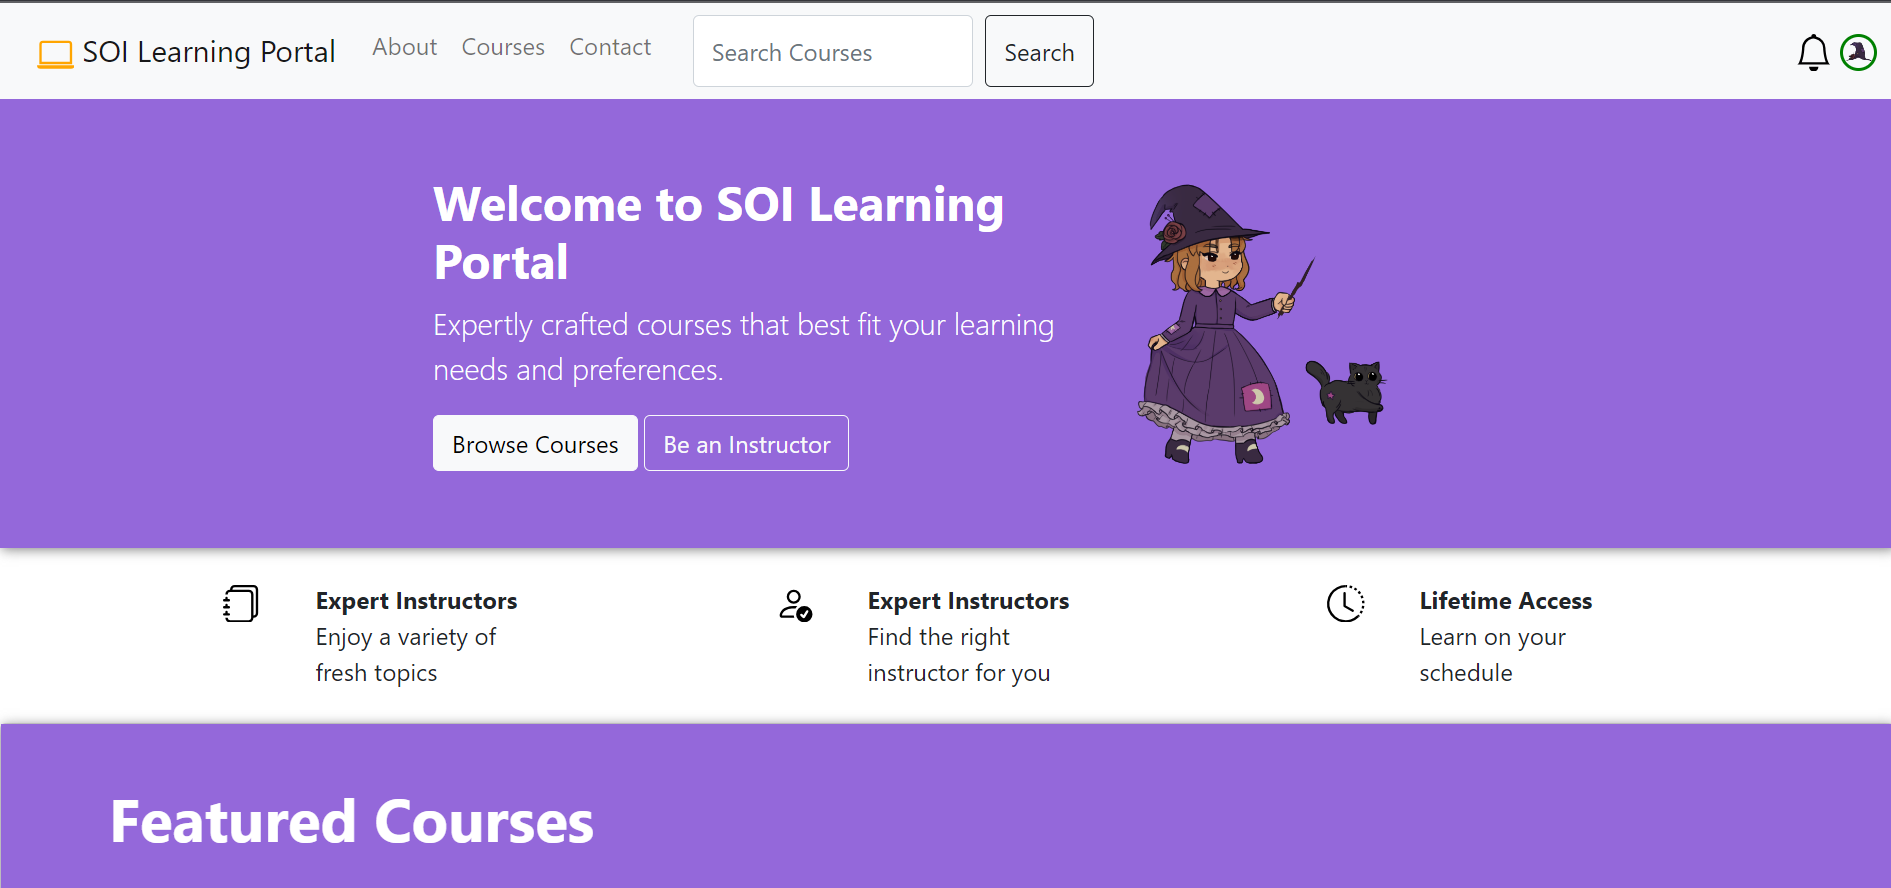 SOI Learning Portal
About
Courses
Contact
Search Courses
Search
Welcome to SOI Learning
Portal
Expertly crafted courses that best fit your learning
needs and preferences.
Browse Courses
Be an Instructor
Expert Instructors
Enjoy a variety of
fresh topics
Expert Instructors
Find the right
instructor for you
Lifetime Access
Learn on your
schedule
Featured Courses